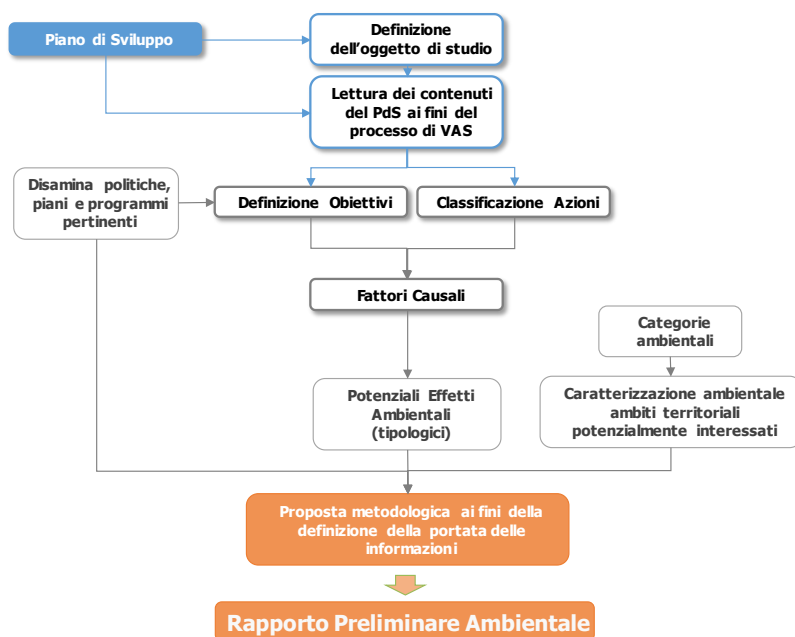 Piano di Sviluppo
Definizione
dell'oggetto di studio
Lettura dei contenuti
del PdS ai fini del
processo di VAS
Disamina politiche,
piani e programmi
pertinenti
Definizione Obiettivi
Classificazione Azioni
Fattori Causali
Categorie
ambientali
Potenziali Effetti
Ambientali
(tipologici)
Caratterizzazione ambientale
ambiti territoriali
potenzialmente interessati
Proposta metodologica ai fini della
definizione della portata delle
informazioni
Rapporto Preliminare Ambientale